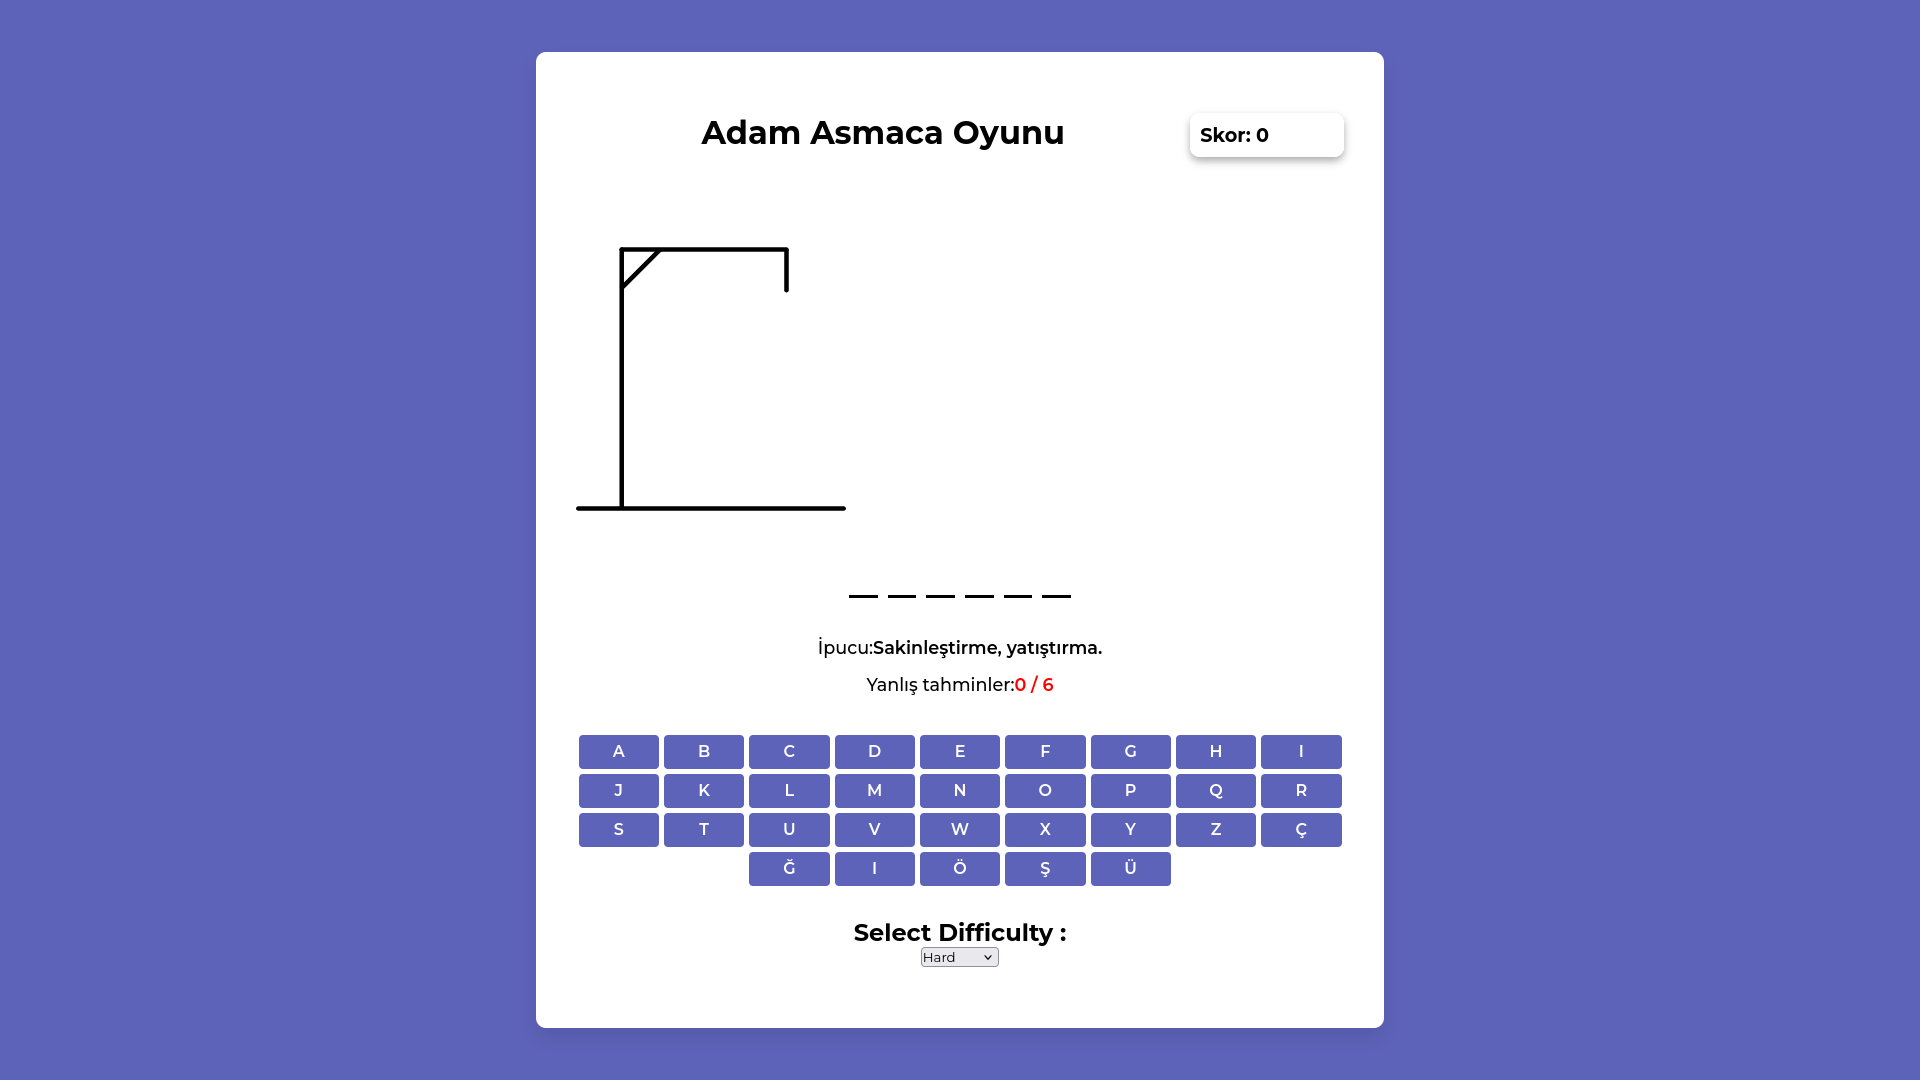 Adam Asmaca Oyunu
Skor: 0
İpucu:Sakinleştirme, yatıştırma.
Yanlış tahminler:0 / 6
A B C D E F G H I
J K L M N O P Q R
S T U V W X Y Z Ç
Ğ I Ö Ş Ü
Select Difficulty :
Hard